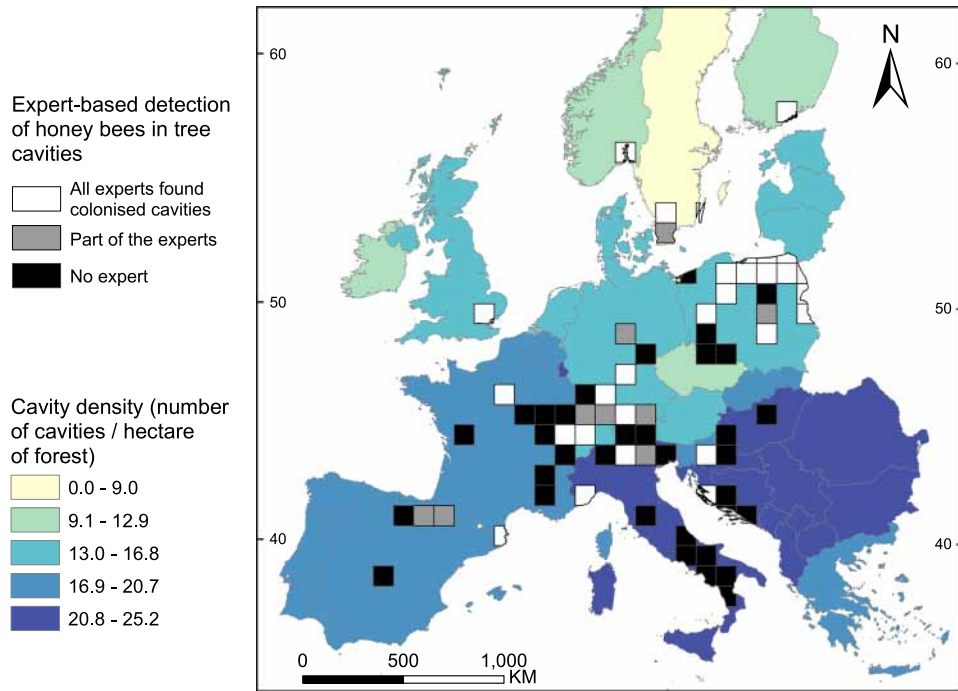 Expert-based detection
of honey bees in tree
cavities
All experts found
colonised cavities
Part of the experts
No expert
Cavity density (number
of cavities / hectare
of forest)
0.0 - 9.0
9.1 - 12.9
13.0 - 16.8
16.9 - 20.7
20.8 - 25.2
60
50
40
N
60
50
40
0 500 1,000
KM